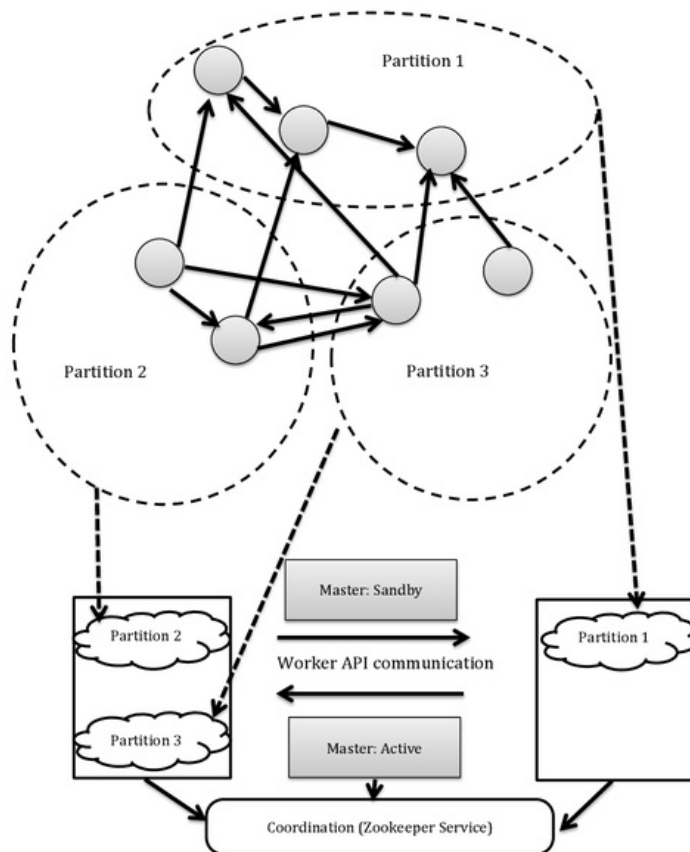 Partition 1
Partition 2
Partition 3
Master: Sandby
Partition 2
Partition 1
Worker API communication
Partition 3
Master: Active
Coordination (Zookeeper Service)